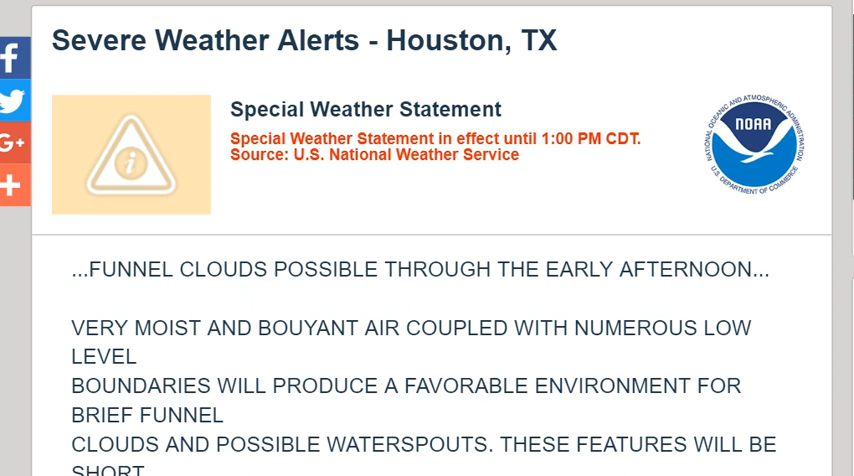 Severe Weather Alerts - Houston, TX
Special Weather Statement
Special Weather Statement in effect until 1:00 PM CDT.
Source: U.S. National Weather Service
NATIONAL OCEANIC AND ATMOSPHERIC ADMINISTRATION
NOAA
U.S. DEPARTMENT OF COMMERCE
f
G+
+
i
...FUNNEL CLOUDS POSSIBLE THROUGH THE EARLY AFTERNOON...
VERY MOIST AND BOUYANT AIR COUPLED WITH NUMEROUS LOW
LEVEL
BOUNDARIES WILL PRODUCE A FAVORABLE ENVIRONMENT FOR
BRIEF FUNNEL
CLOUDS AND POSSIBLE WATERSPOUTS. THESE FEATURES WILL BE
SHORT